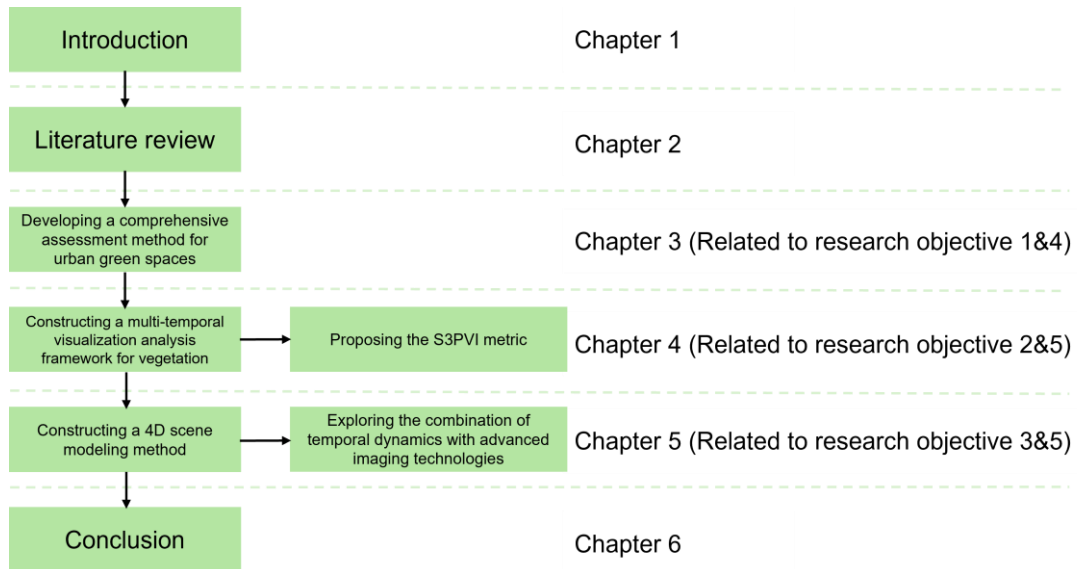 Introduction
Chapter 1
Literature review
Chapter 2
Developing a comprehensive
assessment method for
urban green spaces
Chapter 3 (Related to research objective 1&4)
Constructing a multi-temporal
visualization analysis
framework for vegetation
Proposing the S3PVI metric
Chapter 4 (Related to research objective 2&5)
Constructing a 4D scene
modeling method
Exploring the combination of
temporal dynamics with advanced
imaging technologies
Chapter 5 (Related to research objective 3&5)
Conclusion
Chapter 6